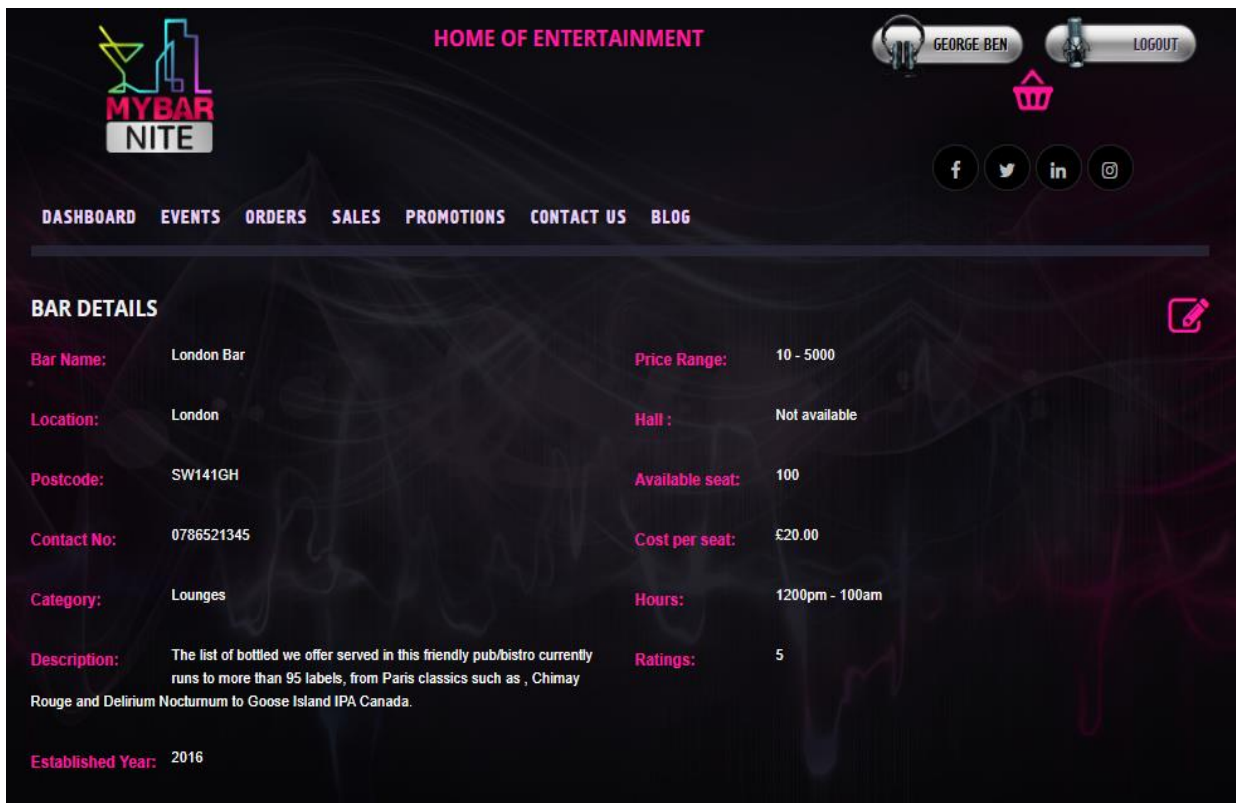 HOME OF ENTERTAINMENT
GEORGE BEN
LOGOUT
MYBAR
NITE
DASHBOARD EVENTS ORDERS SALES PROMOTIONS CONTACT US BLOG
BAR DETAILS
Bar Name: London Bar
Price Range: 10 - 5000
Location: London
Hall : Not available
Postcode: SW141GH
Available seat: 100
Contact No: 0786521345
Cost per seat: £20.00
Category: Lounges
Hours: 1200pm - 100am
Description: The list of bottled we offer served in this friendly pub/bistro currently
runs to more than 95 labels, from Paris classics such as , Chimay
Rouge and Delirium Nocturnum to Goose Island IPA Canada.
Ratings: 5
Established Year: 2016